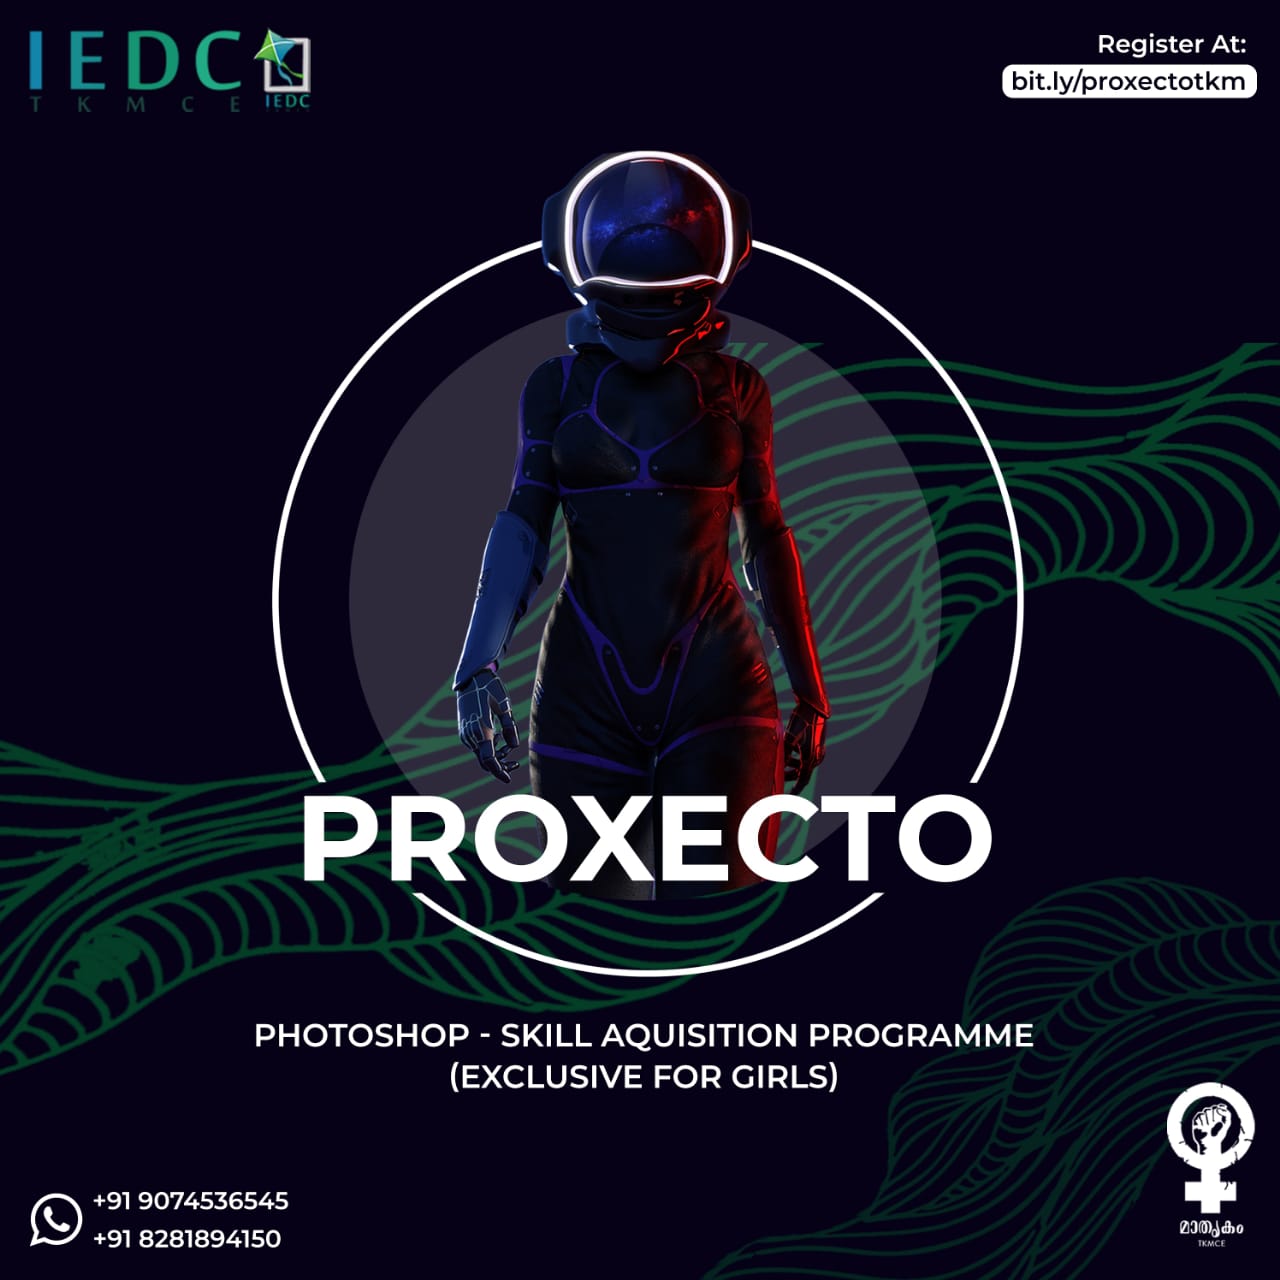 IEDC
TKMCE
IEDC
Register At:
bit.ly/proxectotkm
PROXECTO
PHOTOSHOP - SKILL AQUISITION PROGRAMME
(EXCLUSIVE FOR GIRLS)
+91 9074536545
+91 8281894150
മാതൃകം
TKMCE